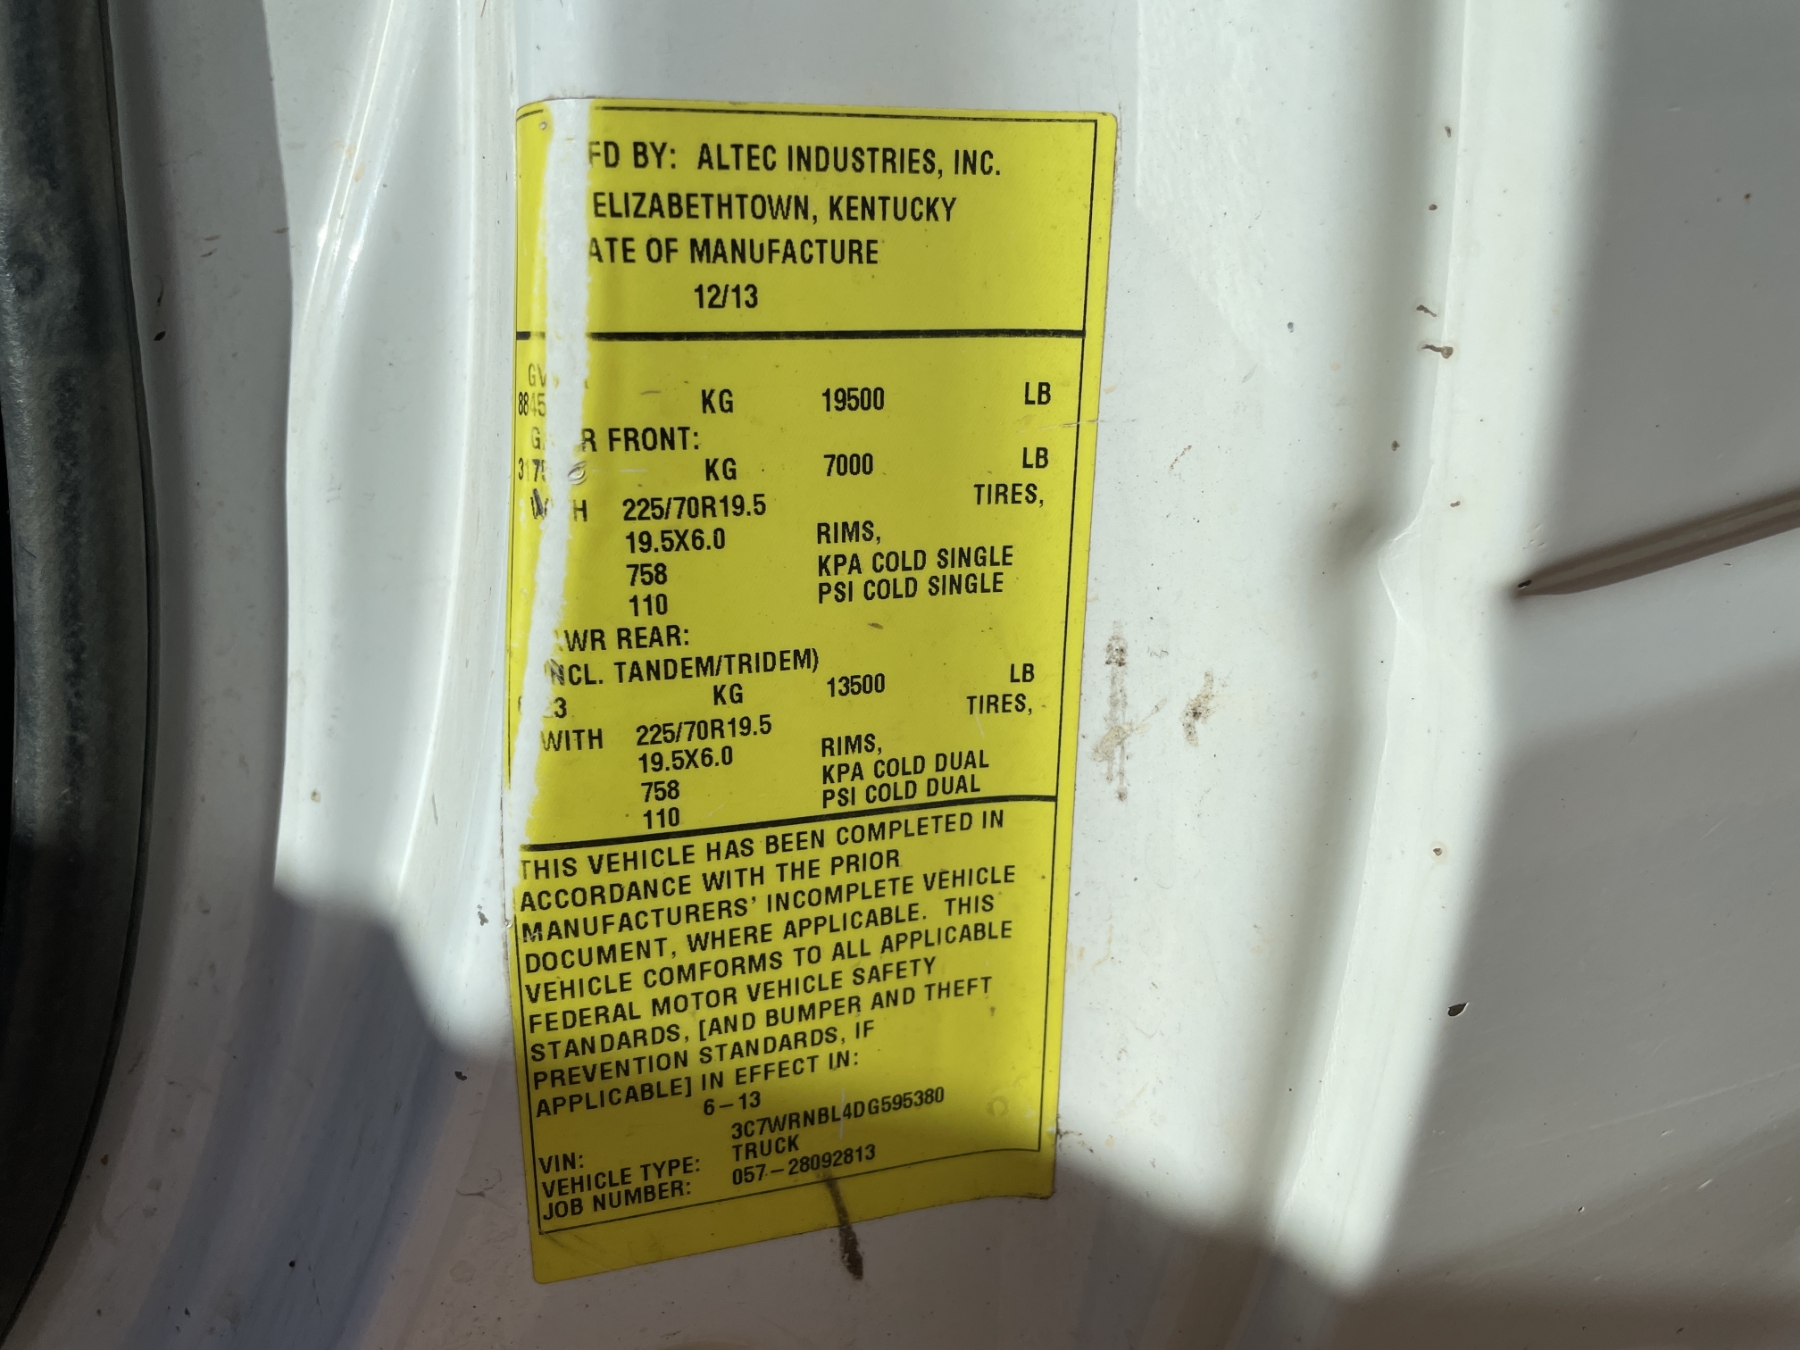 FD BY: ALTEC INDUSTRIES, INC.
ELIZABETHTOWN, KENTUCKY
ATE OF MANUFACTURE
12/13
GV
8845 KG 19500 LB
G R FRONT:
3175 KG 7000 LB
H 225/70R19.5 TIRES,
19.5X6.0 RIMS,
758 KPA COLD SINGLE
110 PSI COLD SINGLE
WR REAR:
NCL. TANDEM/TRIDEM)
KG 13500 LB
WITH 225/70R19.5 TIRES,
19.5X6.0 RIMS,
758 KPA COLD DUAL
110 PSI COLD DUAL
THIS VEHICLE HAS BEEN COMPLETED IN
ACCORDANCE WITH THE PRIOR
MANUFACTURERS' INCOMPLETE VEHICLE
DOCUMENT, WHERE APPLICABLE. THIS
VEHICLE COMFORMS TO ALL APPLICABLE
FEDERAL MOTOR VEHICLE SAFETY
STANDARDS, [AND BUMPER AND THEFT
PREVENTION STANDARDS, IF
APPLICABLE] IN EFFECT IN:
6-13
VIN: 3C7WRNBL4DG595380
VEHICLE TYPE: TRUCK
JOB NUMBER: 057-28092813